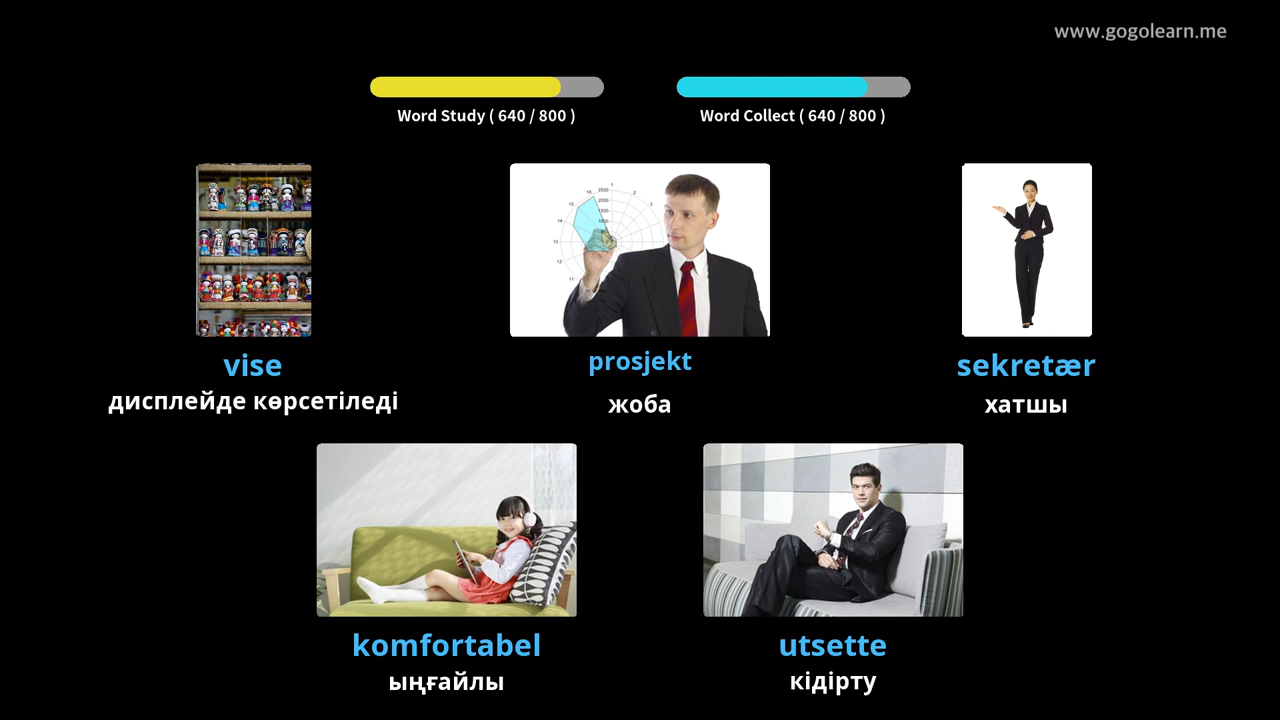 www.gogolearn.me
Word Study ( 640 / 800 )
Word Collect ( 640 / 800 )
vise
дисплейде көрсетіледі
prosjekt
жоба
sekretær
хатшы
komfortabel
ыңғайлы
utsette
кідірту